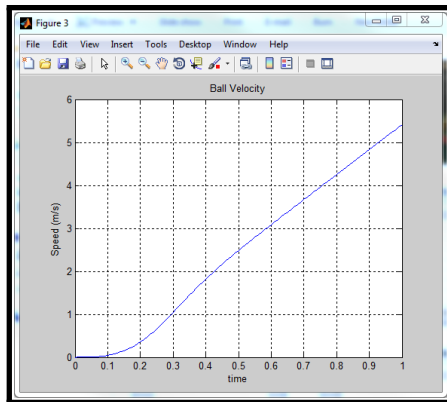 Figure 3
File Edit View Insert Tools Desktop Window Help
Ball Velocity
6
5
4
3
2
1
0
Speed (m/s)
0 0.1 0.2 0.3 0.4 0.5 0.6 0.7 0.8 0.9 1
time